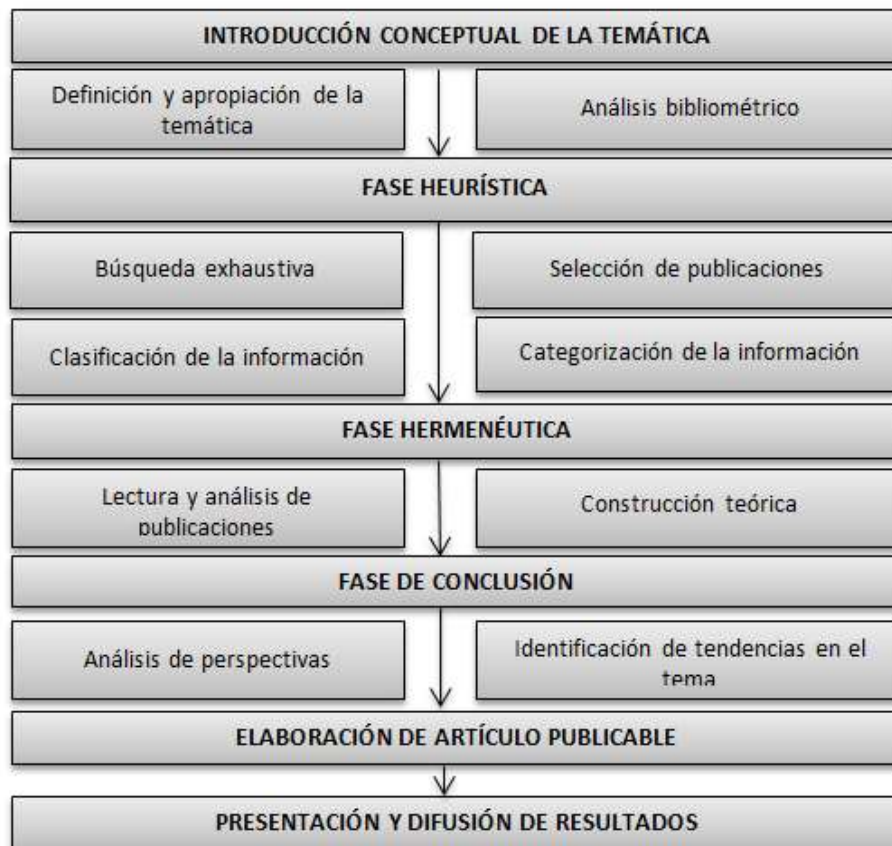 INTRODUCCIÓN CONCEPTUAL DE LA TEMÁTICA
Definición y apropiación de la
temática
Análisis bibliométrico
FASE HEURÍSTICA
Búsqueda exhaustiva
Selección de publicaciones
Clasificación de la información
Categorización de la información
FASE HERMENÉUTICA
Lectura y análisis de
publicaciones
Construcción teórica
FASE DE CONCLUSIÓN
Análisis de perspectivas
Identificación de tendencias en el
tema
ELABORACIÓN DE ARTÍCULO PUBLICABLE
PRESENTACIÓN Y DIFUSIÓN DE RESULTADOS